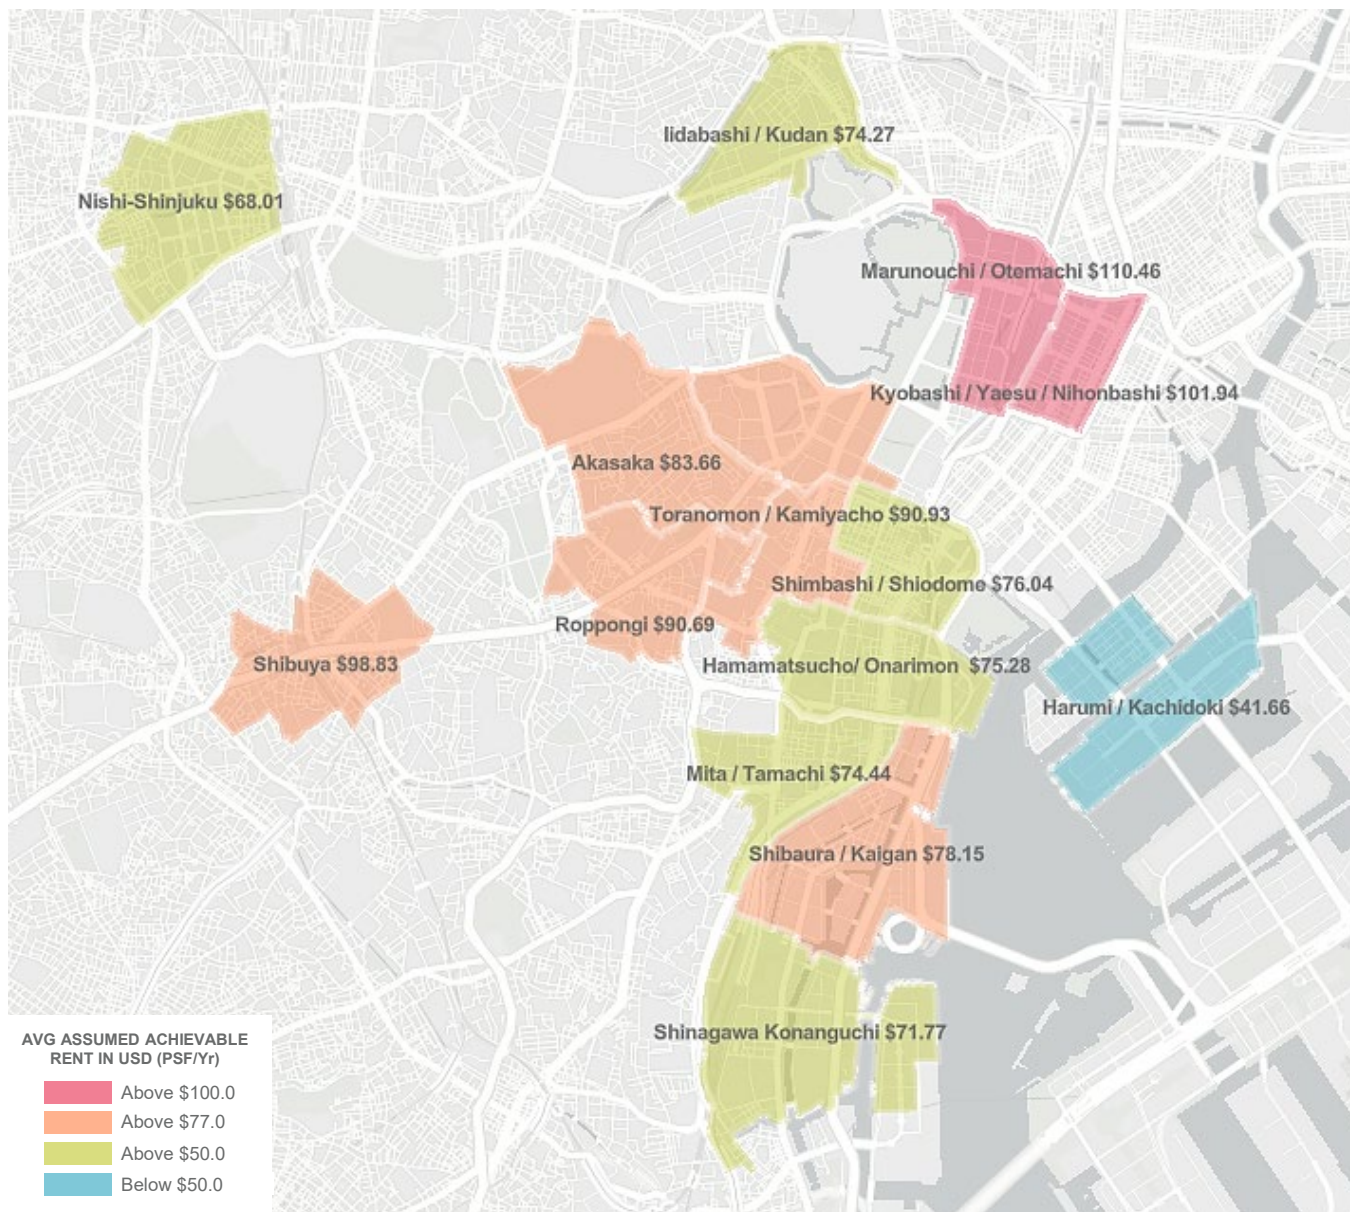 Iidabashi / Kudan $74.27
Nishi-Shinjuku $68.01
Marunouchi / Otemachi $110.46
Kyobashi / Yaesu / Nihonbashi $101.94
Akasaka $83.66
Toranomon / Kamiyacho $90.93
Shimbashi / Shiodome $76.04
Roppongi $90.69
Shibuya $98.83
Hamamatsucho/ Onarimon $75.28
Harumi / Kachidoki $41.66
Mita / Tamachi $74.44
Shibaura / Kaigan $78.15
Shinagawa Konanguchi $71.77
AVG ASSUMED ACHIEVABLE
RENT IN USD (PSF/Yr)
Above $100.0
Above $77.0
Above $50.0
Below $50.0